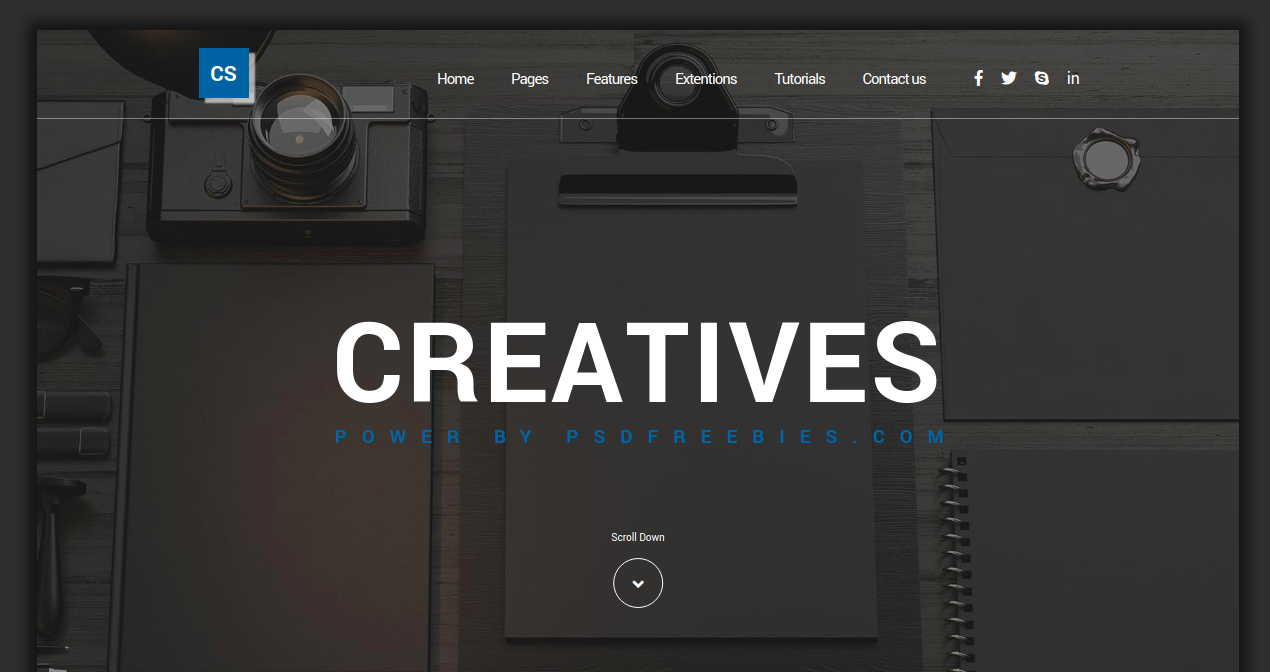 CS
Home Pages Features Extentions Tutorials Contact us in
CREATIVES
POWER BY PSDFREEBIES.COM
Scroll Down